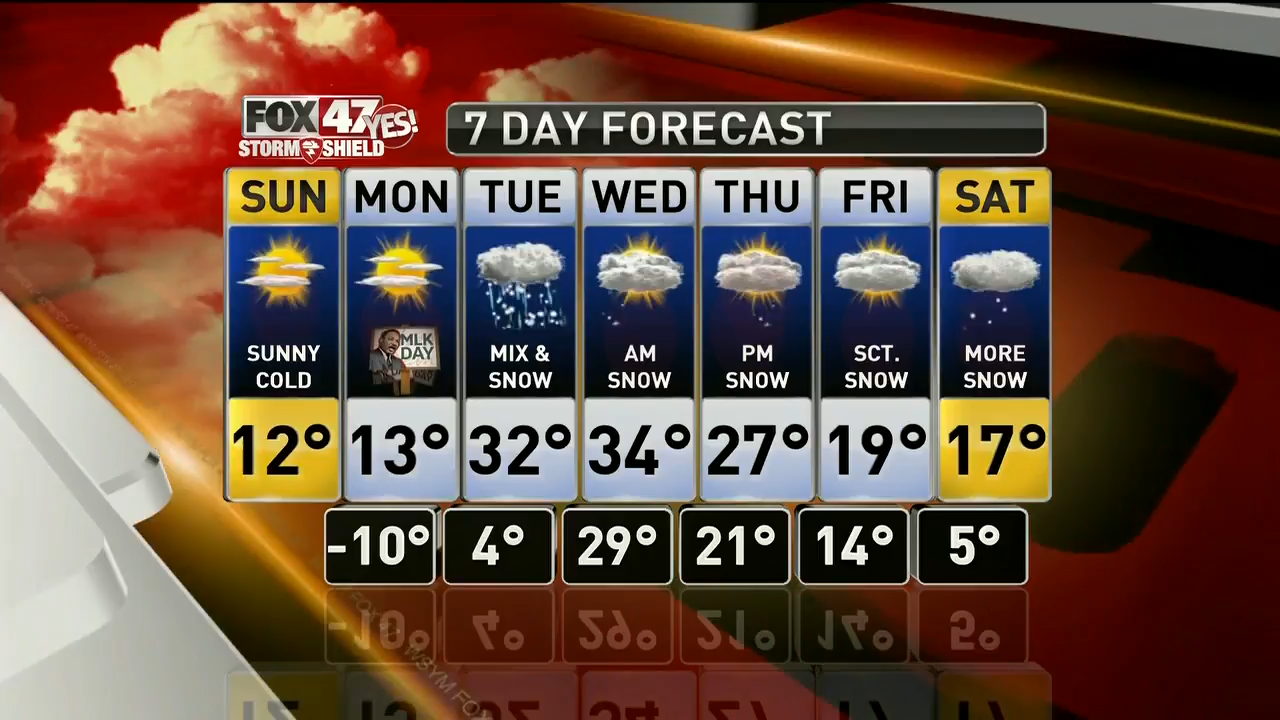 FOX 47 YES!
STORM SHIELD
7 DAY FORECAST
SUN MON TUE WED THU FRI SAT
SUNNY
COLD
MLK
DAY
MIX &
SNOW
AM
SNOW
PM
SNOW
SCT.
SNOW
MORE
SNOW
12° 13° 32° 34° 27° 19° 17°
-10° 4° 29° 21° 14° 5°
WSYM FOX